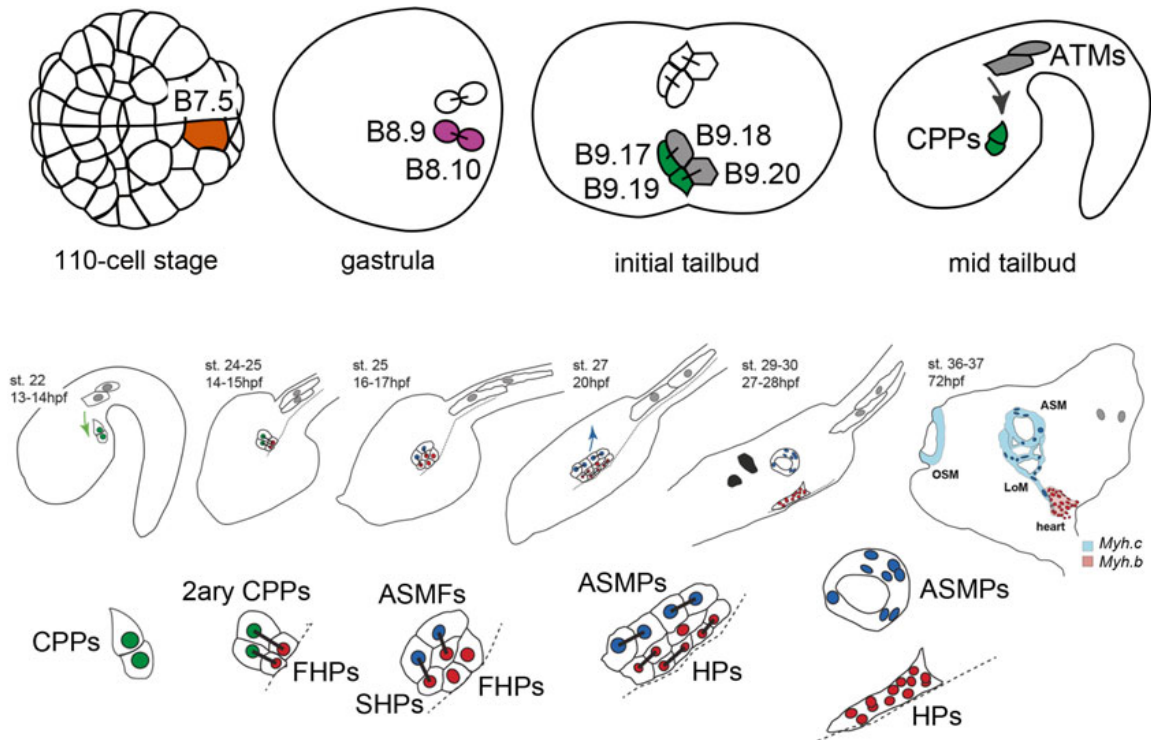 B7.5
B8.9
B8.10
B9.17
B9.18
B9.19
B9.20
ATMs
CPPs
110-cell stage
gastrula
initial tailbud
mid tailbud
st. 22
13-14hpf
st. 24-25
14-15hpf
st. 25
16-17hpf
st. 27
20hpf
st. 29-30
27-28hpf
st. 36-37
72hpf
ASM
OSM
LoM
heart
Myh.c
Myh.b
CPPs
2ary CPPs
FHPs
ASMFs
SHPs
FHPs
ASMPs
HPs
ASMPs
HPs